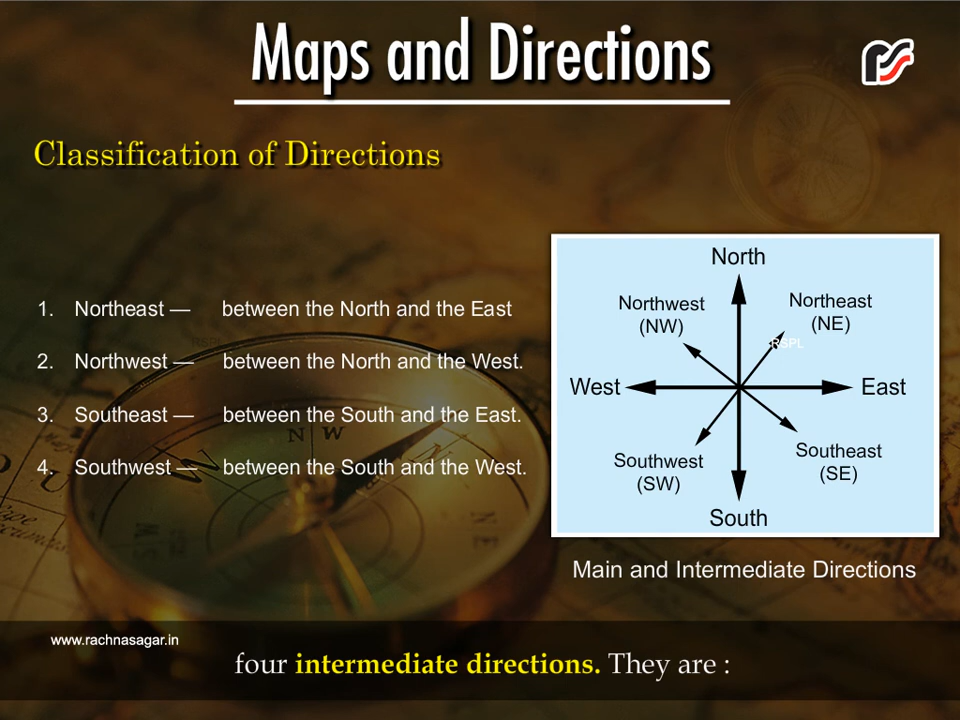 Maps and Directions
Classification of Directions
1. Northeast — between the North and the East
2. Northwest — between the North and the West.
3. Southeast — between the South and the East.
4. Southwest — between the South and the West.
North
Northwest
(NW)
Northeast
(NE)
RSPL
West
East
Southwest
(SW)
Southeast
(SE)
South
Main and Intermediate Directions
RSPL
N W
N E
www.rachnasagar.in
four intermediate directions. They are :